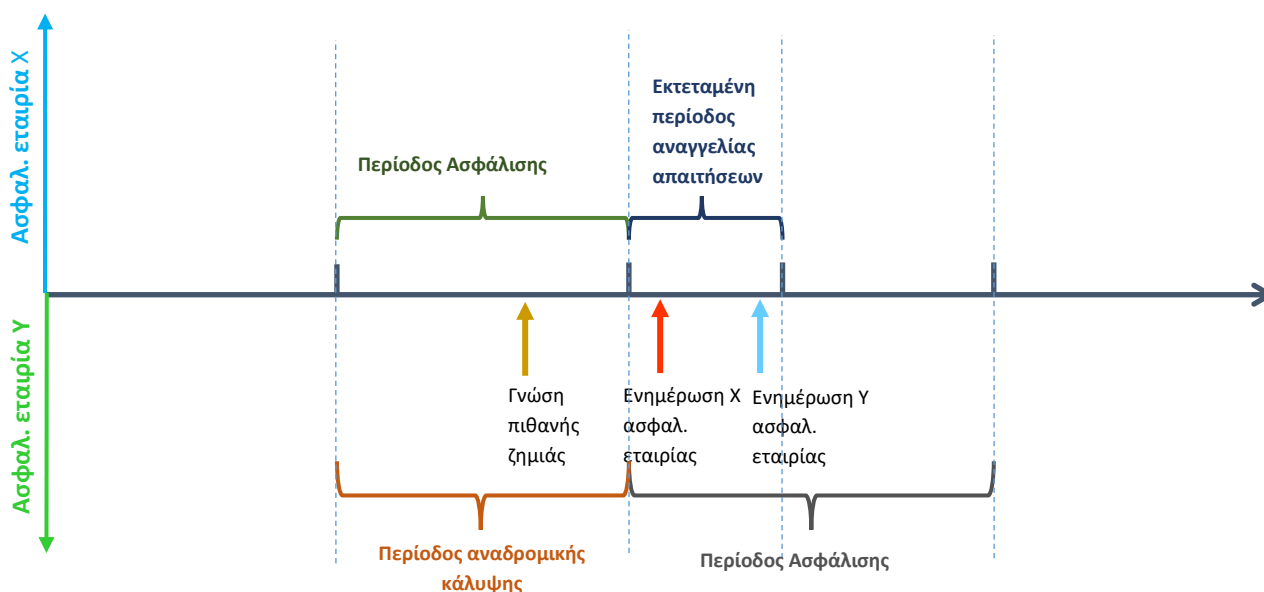 Ασφαλ. εταιρία X
Εκτεταμένη
περίοδος
αναγγελίας
απαιτήσεων
Περίοδος Ασφάλισης
Ασφαλ. εταιρία Υ
Γνώση
πιθανής
ζημιάς
Ενημέρωση Χ
ασφαλ.
εταιρίας
Ενημέρωση Υ
ασφαλ.
εταιρίας
Περίοδος αναδρομικής
κάλυψης
Περίοδος Ασφάλισης